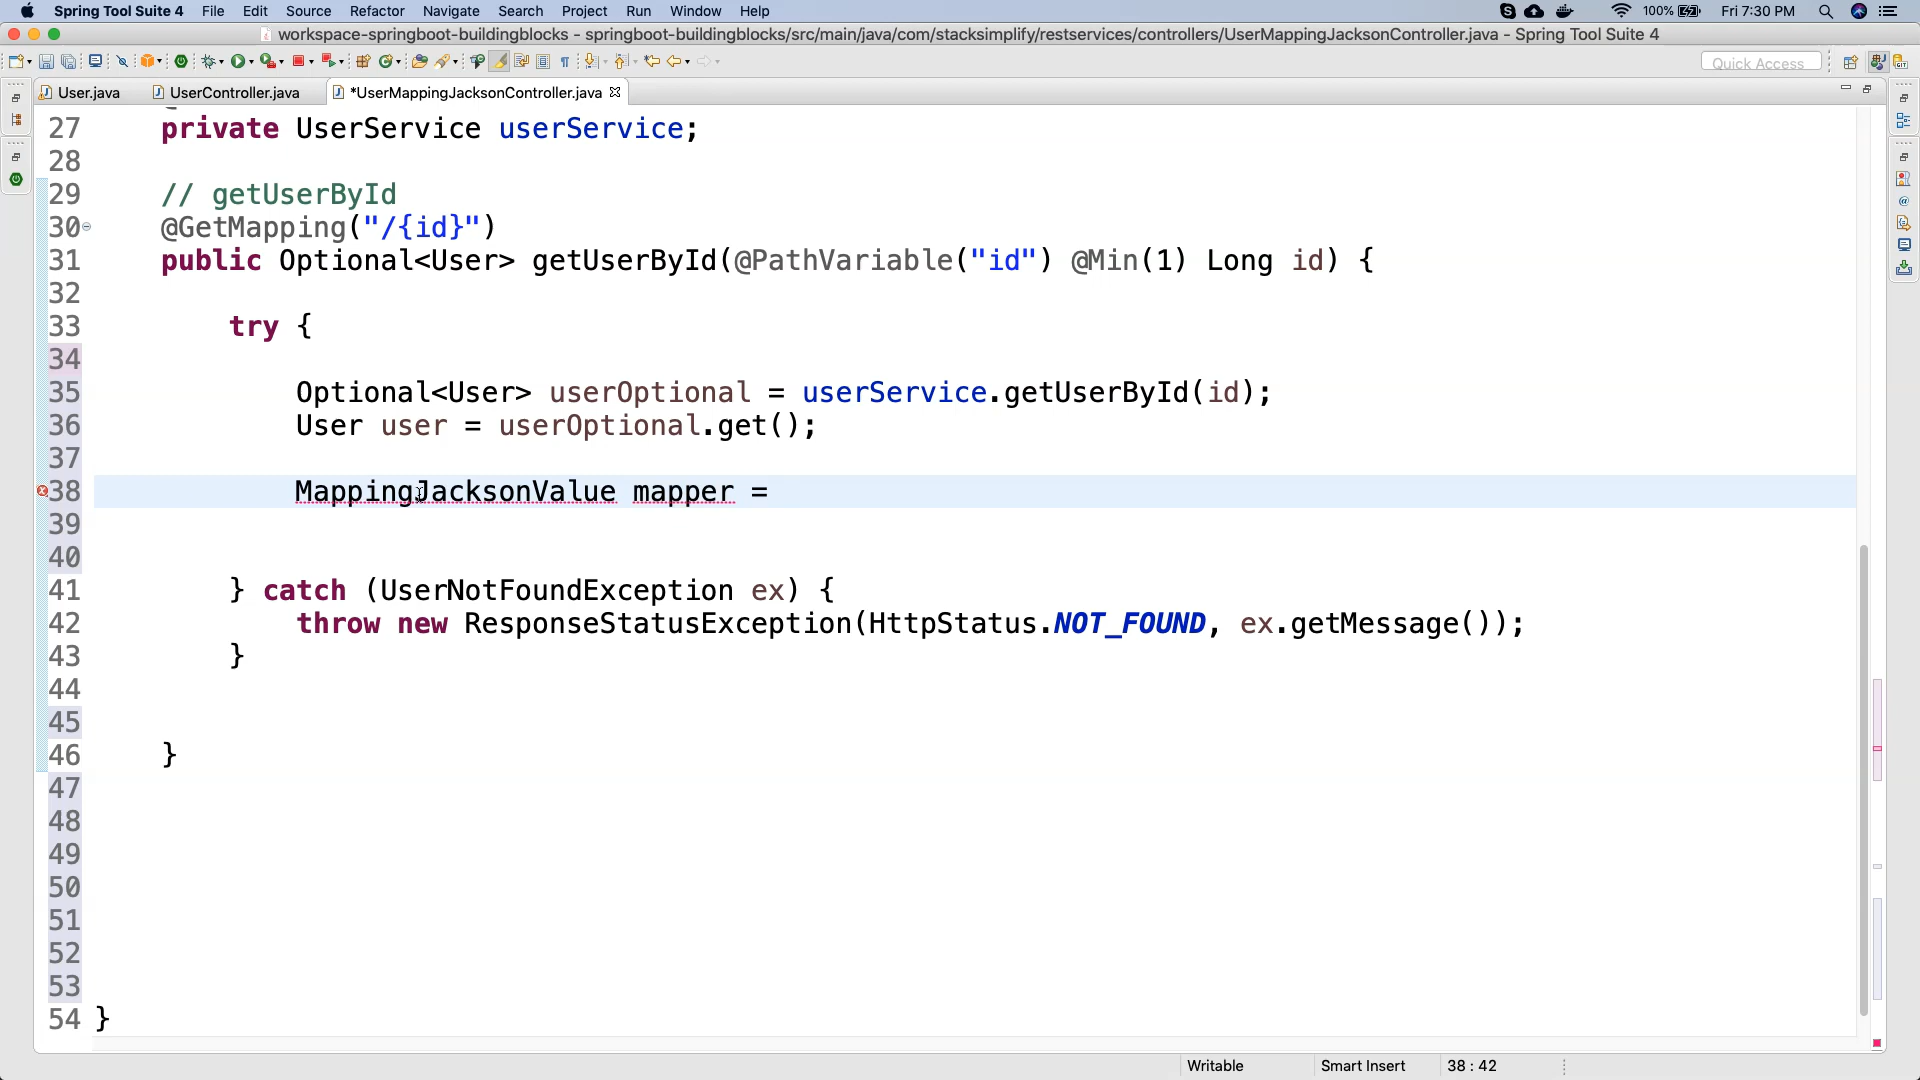 Spring Tool Suite 4 File Edit Source Refactor Navigate Search Project Run Window Help 100% Fri 7:30 PM
workspace-springboot-buildingblocks - springboot-buildingblocks/src/main/java/com/stacksimplify/restservices/controllers/UserMappingJacksonController.java - Spring Tool Suite 4
Quick Access
User.java UserController.java *UserMappingJacksonController.java
27 private UserService userService;
28
29 // getUserById
30 @GetMapping("/{id}")
31 public Optional<User> getUserById(@PathVariable("id") @Min(1) Long id) {
32
33 try {
34
35 Optional<User> userOptional = userService.getUserById(id);
36 User user = userOptional.get();
37
38 MappingJacksonValue mapper =
39
40
41 } catch (UserNotFoundException ex) {
42 throw new ResponseStatusException(HttpStatus.NOT_FOUND, ex.getMessage());
43 }
44
45
46 }
47
48
49
50
51
52
53
54 }
Writable Smart Insert 38 : 42